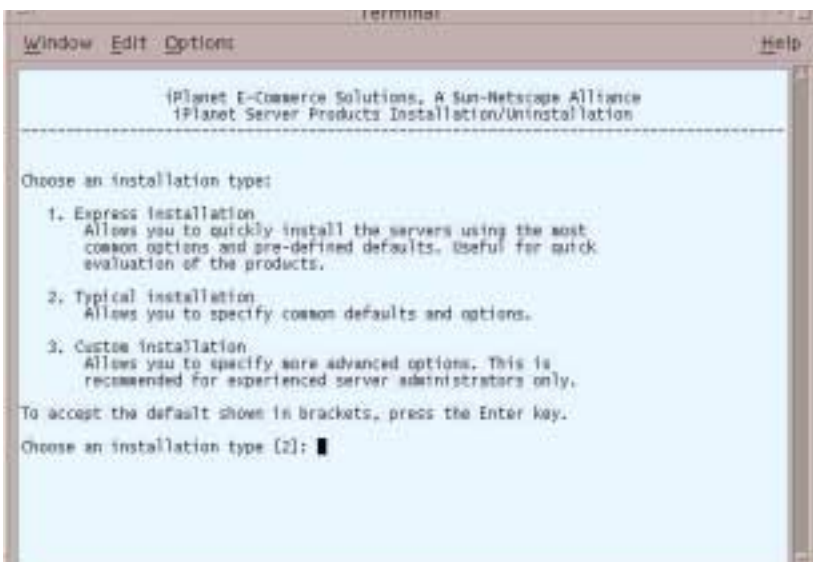 Terminal
Window Edit Options Help
iPlanet E-Commerce Solutions, A Sun-Netscape Alliance
iPlanet Server Products Installation/Uninstallation
Choose an installation type:
1. Express installation
Allows you to quickly install the servers using the most
common options and pre-defined defaults. Useful for quick
evaluation of the products.
2. Typical installation
Allows you to specify common defaults and options.
3. Custom installation
Allows you to specify more advanced options. This is
recommended for experienced server administrators only.
To accept the default shown in brackets, press the Enter key.
Choose an installation type [2]: